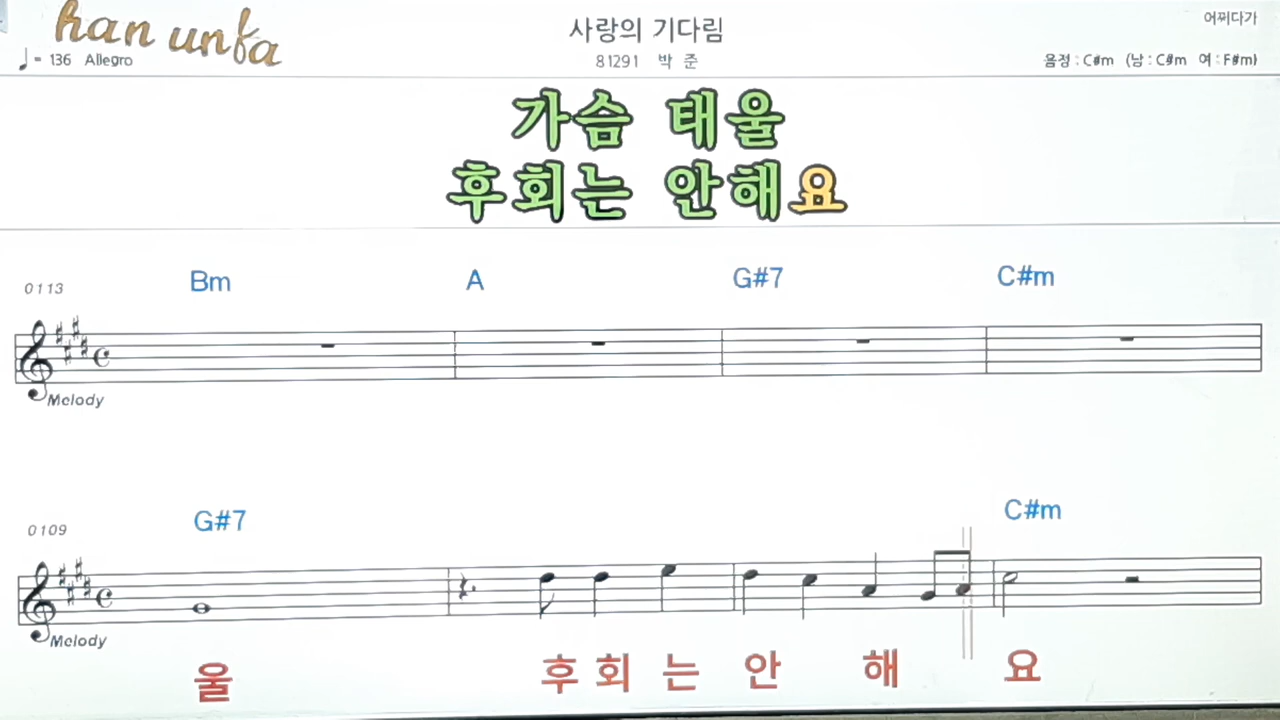 han unfa
사랑의 기다림
어찌다가
♩= 136 Allegro
81291 박 준
음정 : C#m (남 : C#m 여 : F#m)
가슴 태울
후회는 안해요
0113 Bm A G#7 C#m
Melody
0109 G#7 C#m
Melody
울 후 회 는 안 해 요